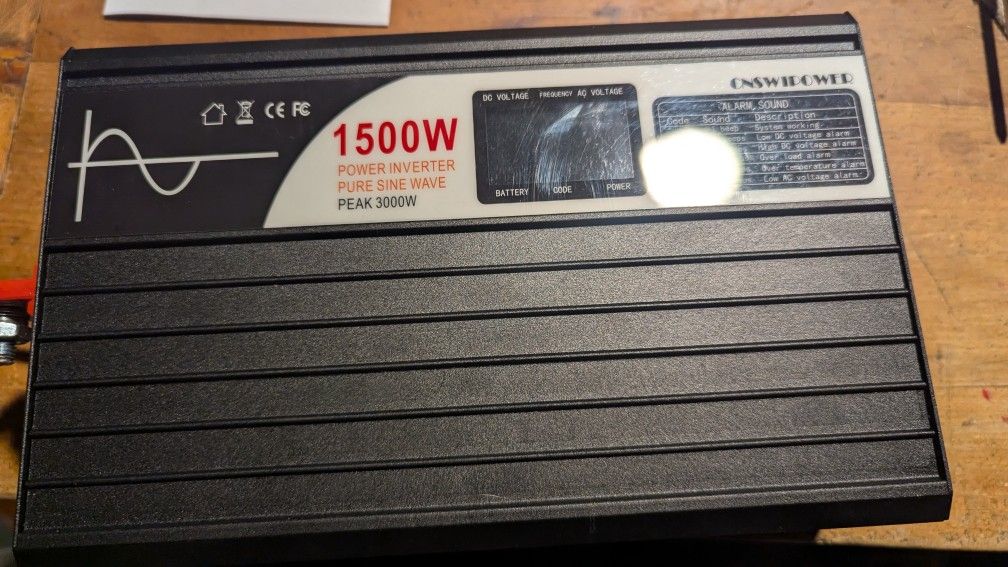 CE FC
1500W
POWER INVERTER
PURE SINE WAVE
PEAK 3000W
DC VOLTAGE FREQUENCY AC VOLTAGE
BATTERY CODE POWER
CNSWIPOWER
ALARM SOUND
Code Sound Description
beep System working
Low DC voltage alarm
High DC voltage alarm
Over load alarm
Over temperature alarm
Low AC voltage alarm